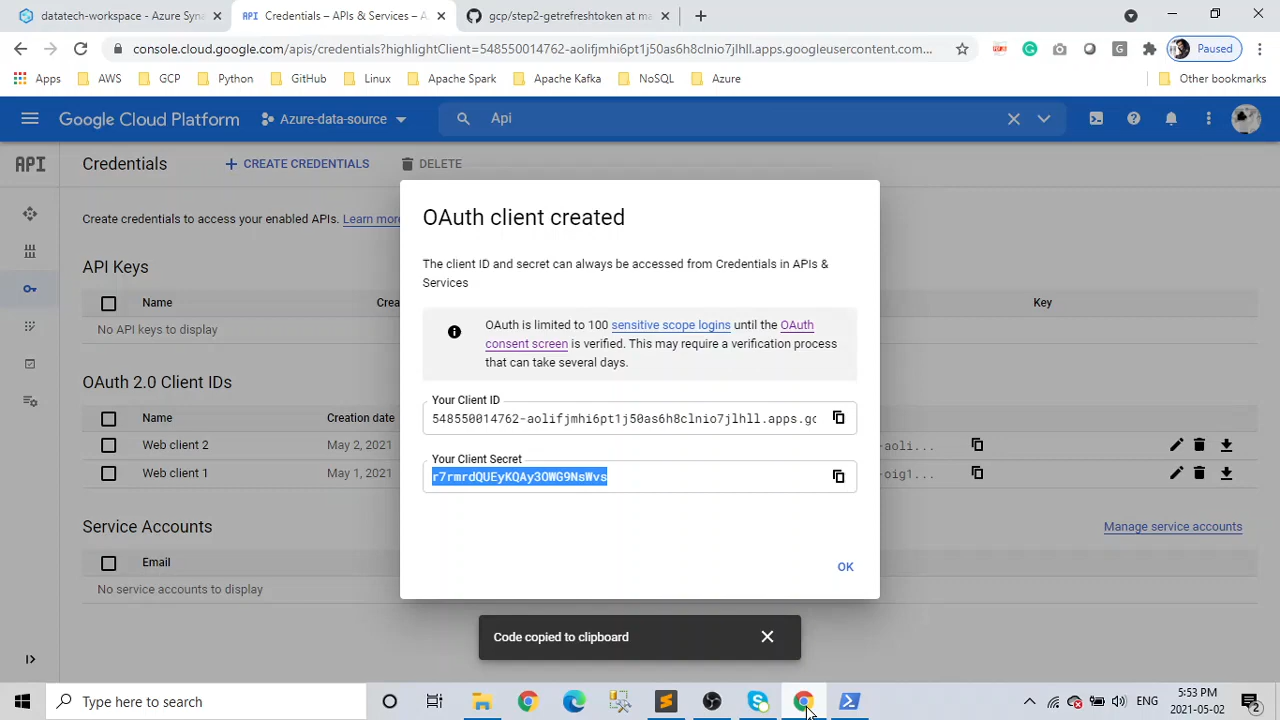 datatech-workspace - Azure Syna
Credentials – APIs & Services – A
gcp/step2-getrefreshtoken at ma
console.cloud.google.com/apis/credentials?highlightClient=548550014762-aolifjmhi6pt1j50as6h8clnio7jlhll.apps.googleusercontent.com...
Paused
Apps AWS GCP Python GitHub Linux Apache Spark Apache Kafka NoSQL Azure Other bookmarks
Google Cloud Platform Azure-data-source Api
API Credentials + CREATE CREDENTIALS DELETE
Create credentials to access your enabled APIs. Learn more
API Keys
Name Crea Key
No API keys to display
OAuth 2.0 Client IDs
Name Creation date
Web client 2 May 2, 2021 -aoli...
Web client 1 May 1, 2021 -oig1...
Service Accounts
Manage service accounts
Email
No service accounts to display
OAuth client created
The client ID and secret can always be accessed from Credentials in APIs &
Services
OAuth is limited to 100 sensitive scope logins until the OAuth
consent screen is verified. This may require a verification process
that can take several days.
Your Client ID
548550014762-aolifjmhi6pt1j50as6h8clnio7jlhll.apps.gc
Your Client Secret
r7rmrdQUEyKQAy3OWG9NsWvs
OK
Code copied to clipboard
Type here to search
ENG
5:53 PM
2021-05-02
2